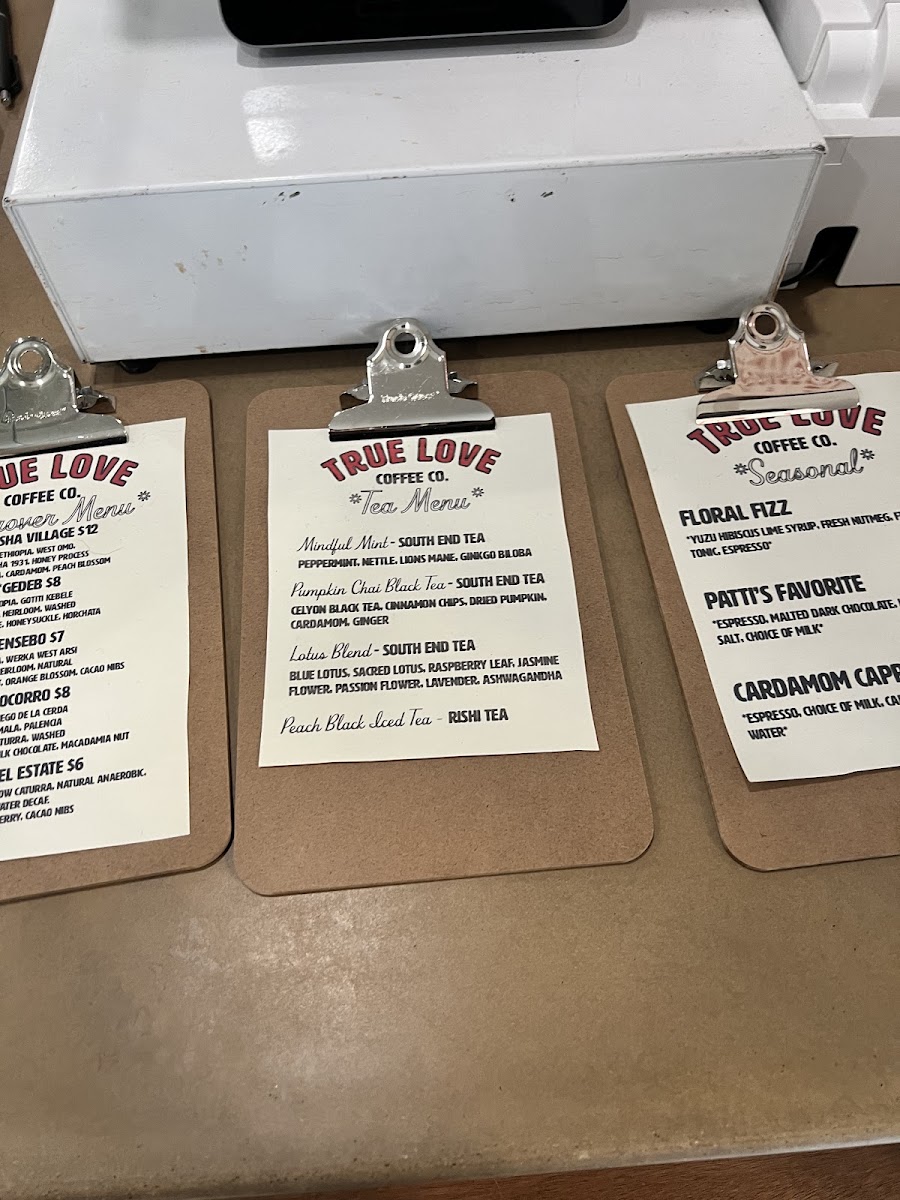 UE LOVE
COFFEE CO.
Menu*
SHA VILLAGE $12
ETHIOPIA, WEST OMO,
1931, HONEY PROCESS
CARDAMOM, PEACH BLOSSOM
GEDEB $8
GOTITI KEBELE
HEIRLOOM, WASHED
HONEYSUCKLE, HORCHATA
ENSEBO $7
WERKA WEST ARSI
NATURAL
ORANGE BLOSSOM, CACAO NIBS
OCORRO $8
DE LA CERDA
PALENCIA
WASHED
CHOCOLATE, MACADAMIA NUT
EL ESTATE $6
CATURRA, NATURAL ANAEROBIC,
DECAF,
CACAO NIBS
TRUE LOVE
COFFEE CO.
*Tea Menu*
Mindful Mint - SOUTH END TEA
PEPPERMINT, NETTLE, LIONS MANE, GINKGO BILOBA
Pumpkin Chai Black Tea - SOUTH END TEA
CELYON BLACK TEA, CINNAMON CHIPS, DRIED PUMPKIN,
CARDAMOM, GINGER
Lotus Blend - SOUTH END TEA
BLUE LOTUS, SACRED LOTUS, RASPBERRY LEAF, JASMINE
FLOWER, PASSION FLOWER, LAVENDER, ASHWAGANDHA
Peach Black Iced Tea - RISHI TEA
TRUE LOVE
COFFEE CO.
*Seasonal*
FLORAL FIZZ
*YUZU HIBISCUS LIME SYRUP, FRESH NUTMEG,
TONIC, ESPRESSO*
PATTI'S FAVORITE
*ESPRESSO, MALTED DARK CHOCOLATE,
SALT, CHOICE OF MILK*
CARDAMOM CAP
*ESPRESSO, CHOICE OF MILK,
WATER*